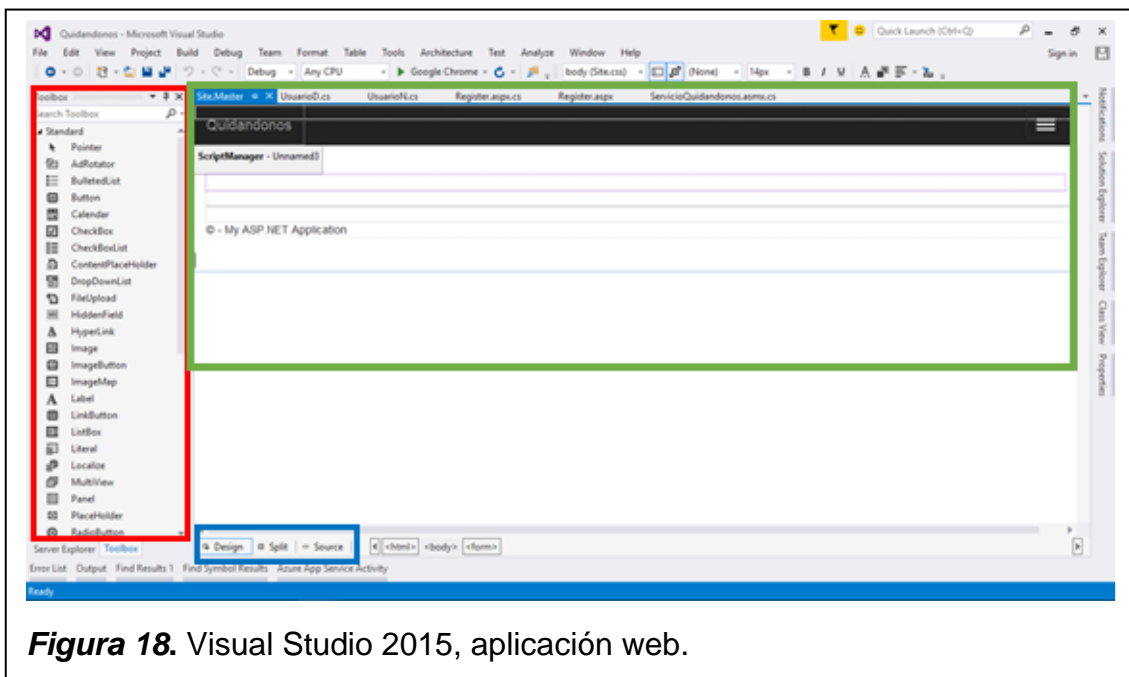 Quidandonos - Microsoft Visual Studio
Quick Launch (Ctrl+Q)
File Edit View Project Build Debug Team Format Table Tools Architecture Test Analyze Window Help
Sign in
Debug Any CPU Google Chrome body (Site.css) (None) 14px B I U A
Toolbox
Search Toolbox
Standard
Pointer
AdRotator
BulletedList
Button
Calendar
CheckBox
CheckBoxList
ContentPlaceHolder
DropDownList
FileUpload
HiddenField
HyperLink
Image
ImageButton
ImageMap
Label
LinkButton
ListBox
Literal
Localize
MultiView
Panel
PlaceHolder
RadioButton
Server Explorer Toolbox
Site.Master UsuarioD.cs UsuarioN.cs Register.aspx.cs Register.aspx ServicioQuidandonos.asmx.cs
Quidandonos
ScriptManager - Unnamed3
© - My ASP.NET Application
Design Split Source <html> <body> <form>
Notifications
Solution Explorer
Team Explorer
Class View
Properties
Error List Output Find Results 1 Find Symbol Results Azure App Service Activity
Ready
Figura 18. Visual Studio 2015, aplicación web.